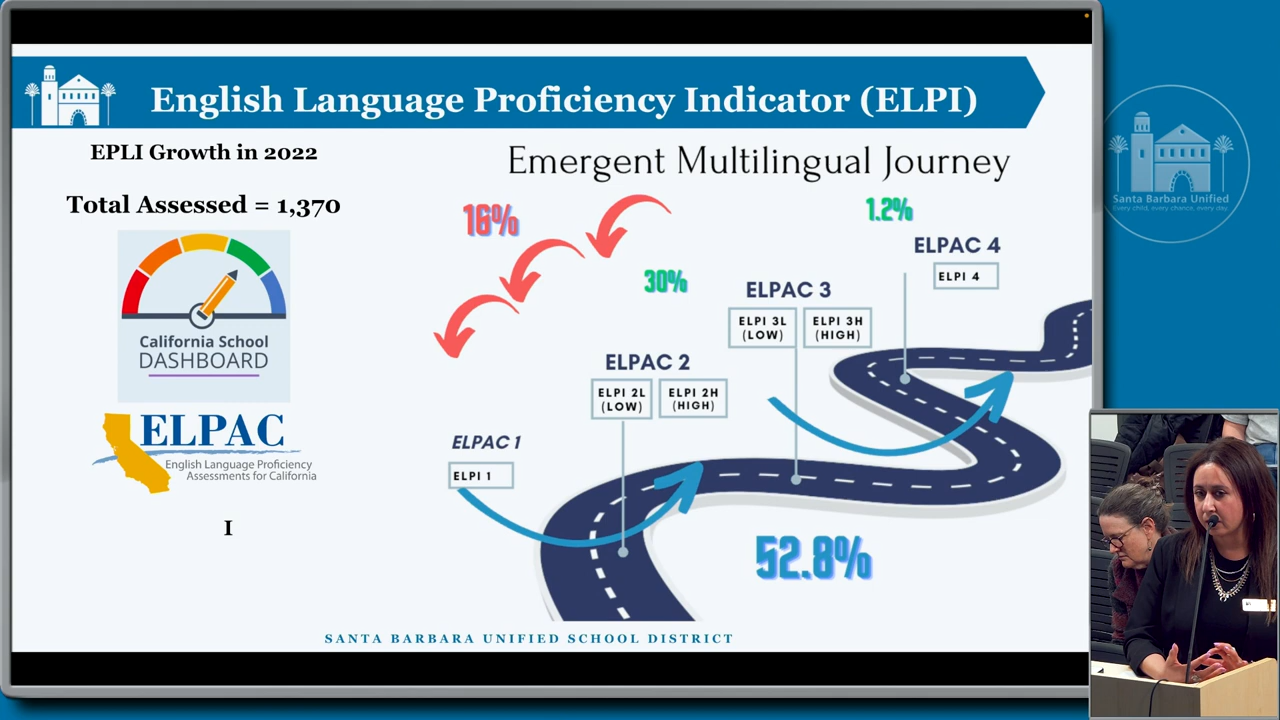 English Language Proficiency Indicator (ELPI)
EPLI Growth in 2022
Total Assessed = 1,370
California School
DASHBOARD
ELPAC
English Language Proficiency
Assessments for California
I
Emergent Multilingual Journey
16%
1.2%
30%
ELPAC 4
ELPI 4
ELPAC 3
ELPI 3L
(LOW)
ELPI 3H
(HIGH)
ELPAC 2
ELPI 2L
(LOW)
ELPI 2H
(HIGH)
ELPAC 1
ELPI 1
52.8%
SANTA BARBARA UNIFIED SCHOOL DISTRICT
Santa Barbara Unified
Every child, every chance, every day.